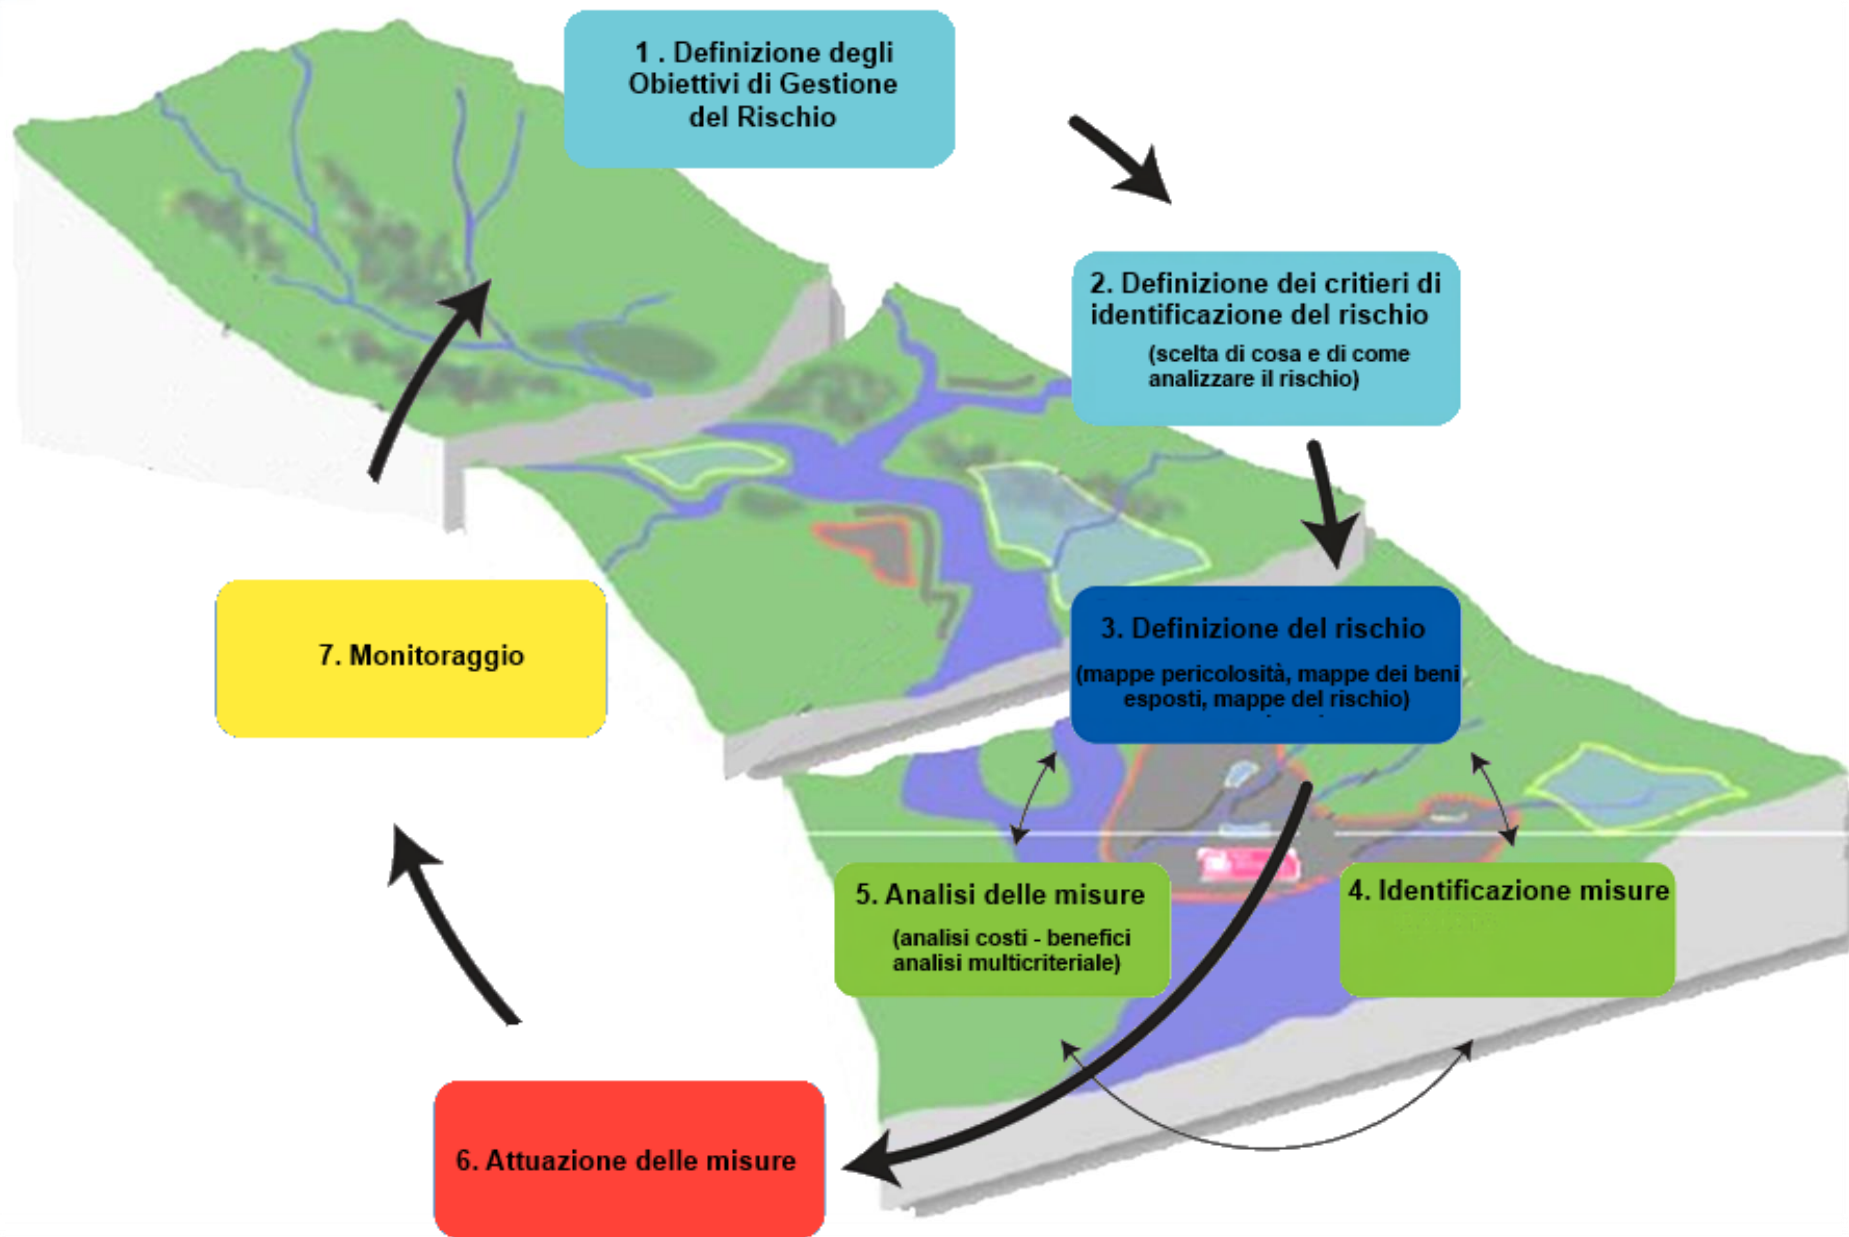 1 . Definizione degli
Obiettivi di Gestione
del Rischio
2. Definizione dei critieri di
identificazione del rischio
(scelta di cosa e di come
analizzare il rischio)
3. Definizione del rischio
(mappe pericolosità, mappe dei beni
esposti, mappe del rischio)
4. Identificazione misure
5. Analisi delle misure
(analisi costi - benefici
analisi multicriteriale)
6. Attuazione delle misure
7. Monitoraggio